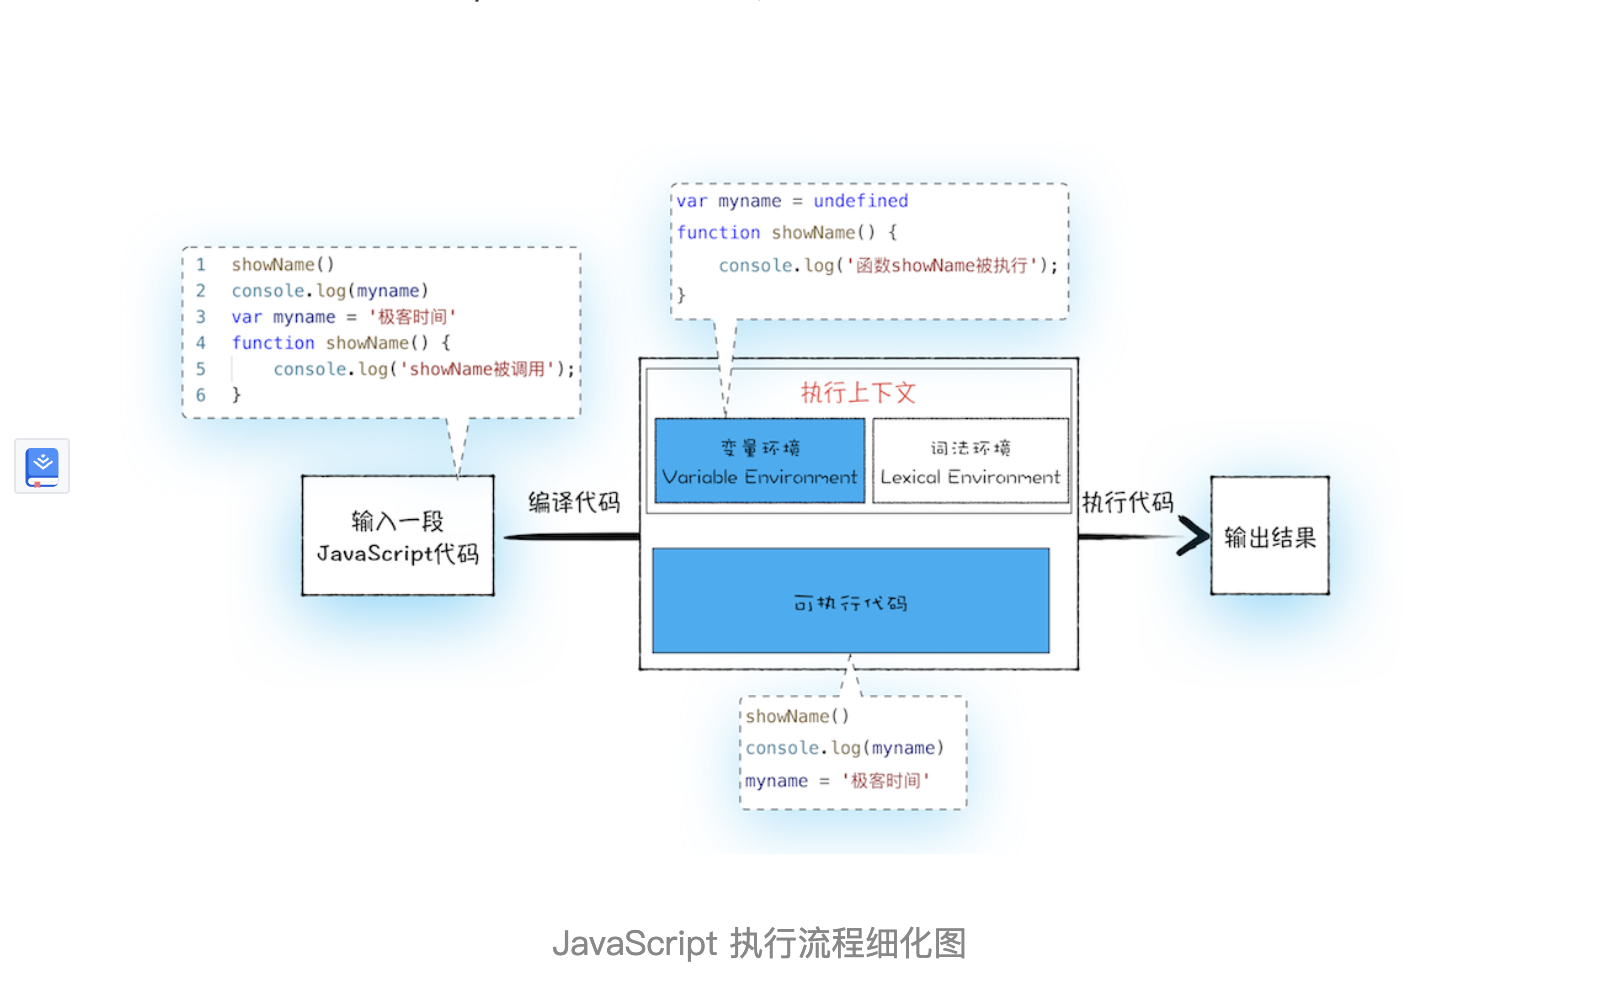 var myname = undefined
function showName() {
console.log('函数showName被执行');
}
1 showName()
2 console.log(myname)
3 var myname = '极客时间'
4 function showName() {
5 console.log('showName被调用');
6 }
执行上下文
变量环境
Variable Environment
词法环境
Lexical Environment
输入一段
JavaScript代码
编译代码
执行代码
输出结果
可执行代码
showName()
console.log(myname)
myname = '极客时间'
JavaScript 执行流程细化图